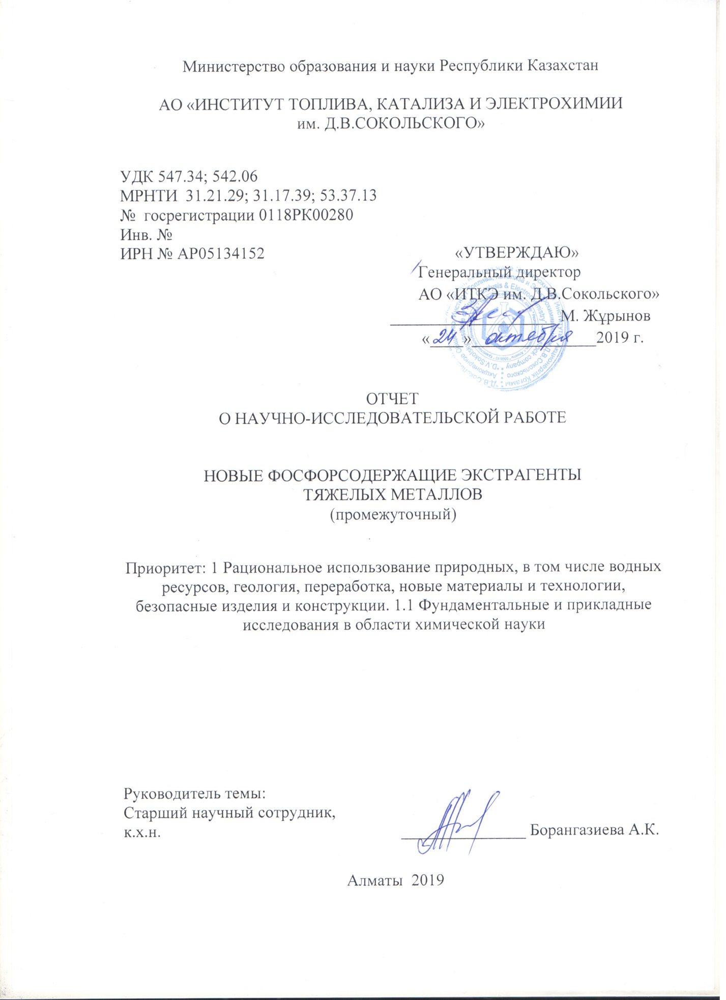 Министерство образования и науки Республики Казахстан
АО «ИНСТИТУТ ТОПЛИВА, КАТАЛИЗА И ЭЛЕКТРОХИМИИ
им. Д.В.СОКОЛЬСКОГО»
УДК 547.34; 542.06
МРНТИ 31.21.29; 31.17.39; 53.37.13
№ госрегистрации 0118РК00280
Инв. №
ИРН № АР05134152
«УТВЕРЖДАЮ»
Генеральный директор
АО «ИТКЭ им. Д.В.Сокольского»
М. Жұрынов
«24» октября 2019 г.
ОТЧЕТ
О НАУЧНО-ИССЛЕДОВАТЕЛЬСКОЙ РАБОТЕ
НОВЫЕ ФОСФОРСОДЕРЖАЩИЕ ЭКСТРАГЕНТЫ
ТЯЖЕЛЫХ МЕТАЛЛОВ
(промежуточный)
Приоритет: 1 Рациональное использование природных, в том числе водных
ресурсов, геология, переработка, новые материалы и технологии,
безопасные изделия и конструкции. 1.1 Фундаментальные и прикладные
исследования в области химической науки
Руководитель темы:
Старший научный сотрудник,
к.х.н. Борангазиева А.К.
Алматы 2019